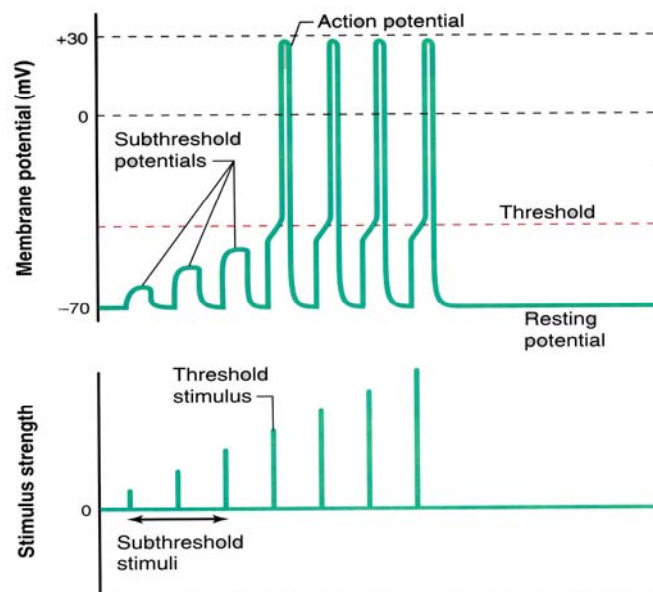 +30
Action potential
0
Subthreshold
potentials
Membrane potential (mV)
Threshold
−70
Resting
potential
Threshold
stimulus
Stimulus strength
0
Subthreshold
stimuli